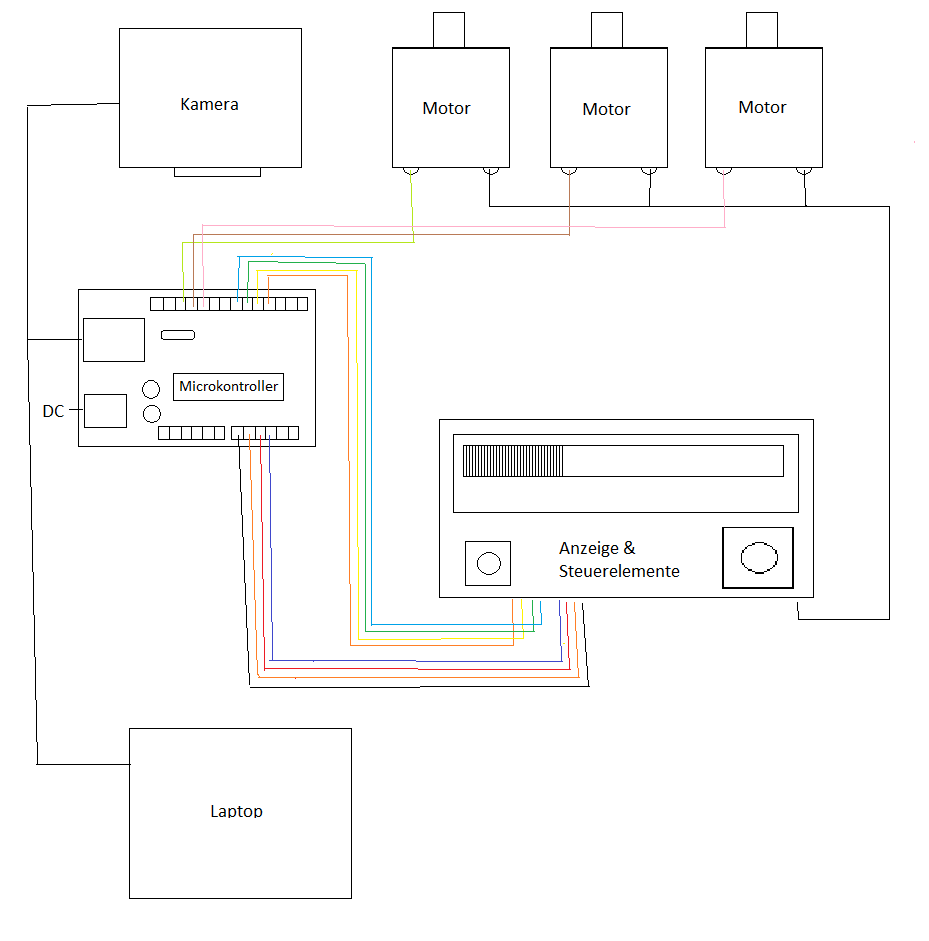 Kamera
Motor
Motor
Motor
Microkontroller
DC
Anzeige &
Steuerelemente
Laptop